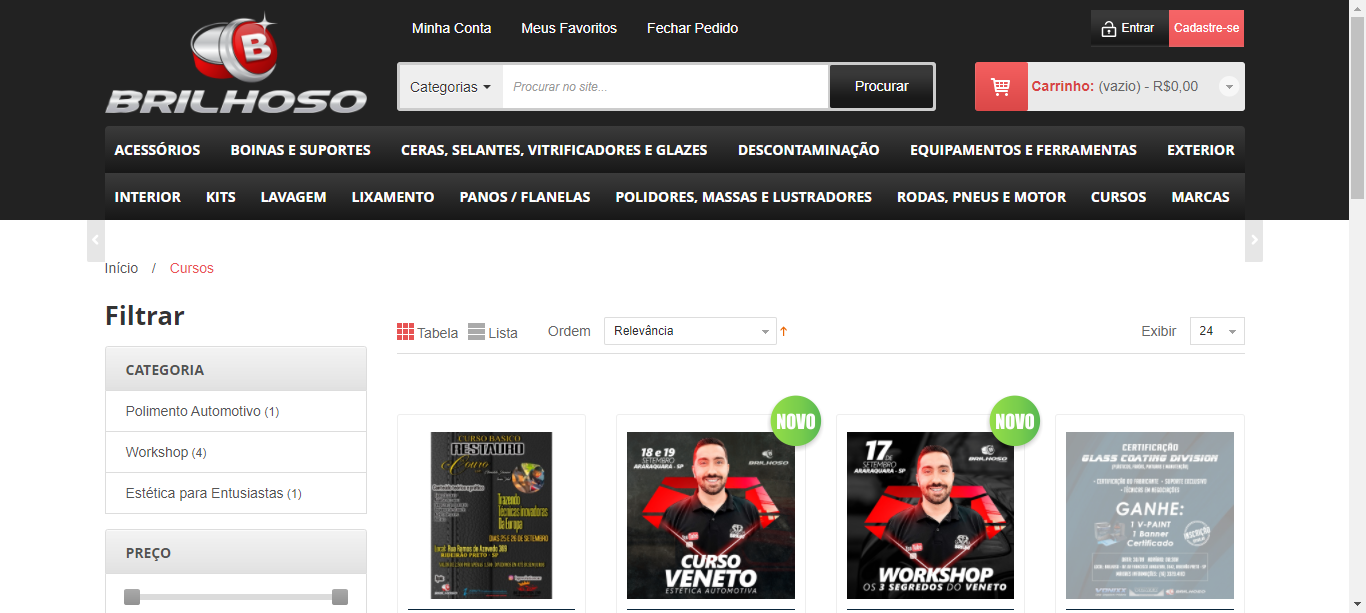 Minha Conta
Meus Favoritos
Fechar Pedido
Entrar
Cadastre-se
B
BRILHOSO
Categorias
Procurar no site...
Procurar
Carrinho: (vazio) - R$0,00
ACESSÓRIOS
BOINAS E SUPORTES
CERAS, SELANTES, VITRIFICADORES E GLAZES
DESCONTAMINAÇÃO
EQUIPAMENTOS E FERRAMENTAS
EXTERIOR
INTERIOR
KITS
LAVAGEM
LIXAMENTO
PANOS / FLANELAS
POLIDORES, MASSAS E LUSTRADORES
RODAS, PNEUS E MOTOR
CURSOS
MARCAS
Início / Cursos
Filtrar
CATEGORIA
Polimento Automotivo (1)
Workshop (4)
Estética para Entusiastas (1)
PREÇO
Tabela
Lista
Ordem
Relevância
Exibir
24
CURSO BASICO
RESTAURO
Trazendo
Técnicas inovadoras
Da Europa
DIAS 25 E 26 DE SETEMBRO
RIBEIRÃO PRETO - SP
NOVO
18 e 19
SETEMBRO
ARARAQUARA - SP
BRILHOSO
CURSO
VENETO
ESTÉTICA AUTOMOTIVA
NOVO
17 DE
SETEMBRO
ARARAQUARA - SP
BRILHOSO
WORKSHOP
OS 3 SEGREDOS DO VENETO
CERTIFICAÇÃO
GLASS COATING DIVISION
GANHE:
1 V-PAINT
1 Banner
Certificado
BRILHOSO